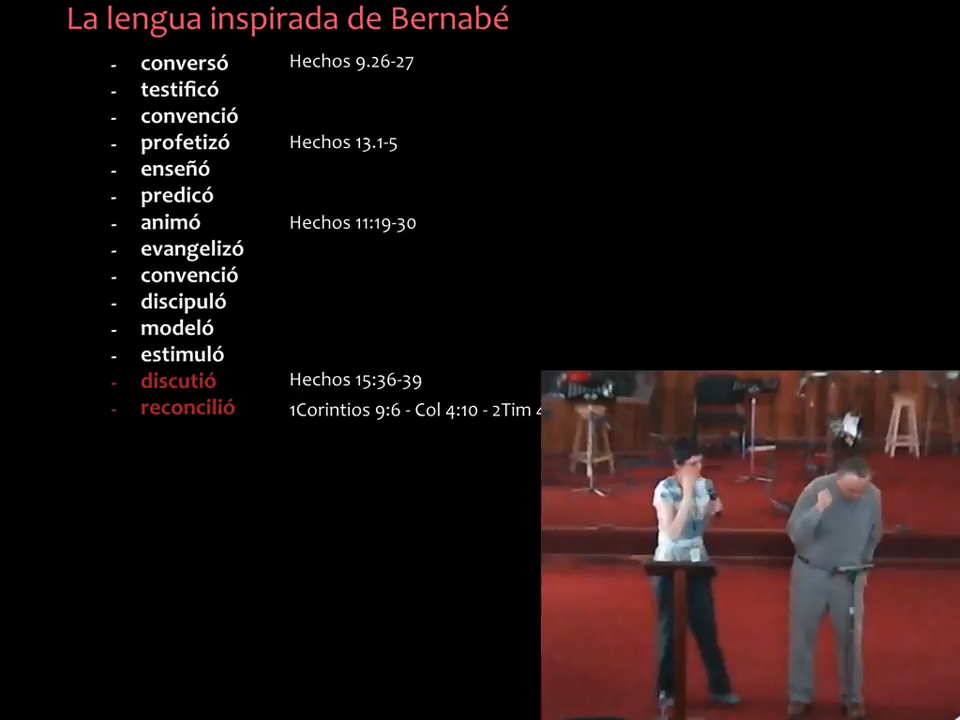 La lengua inspirada de Bernabé
- conversó Hechos 9.26-27
- testificó
- convenció
- profetizó Hechos 13.1-5
- enseñó
- predicó
- animó Hechos 11:19-30
- evangelizó
- convenció
- discipuló
- modeló
- estimuló
- discutió Hechos 15:36-39
- reconcilió 1Corintios 9:6 - Col 4:10 - 2Tim